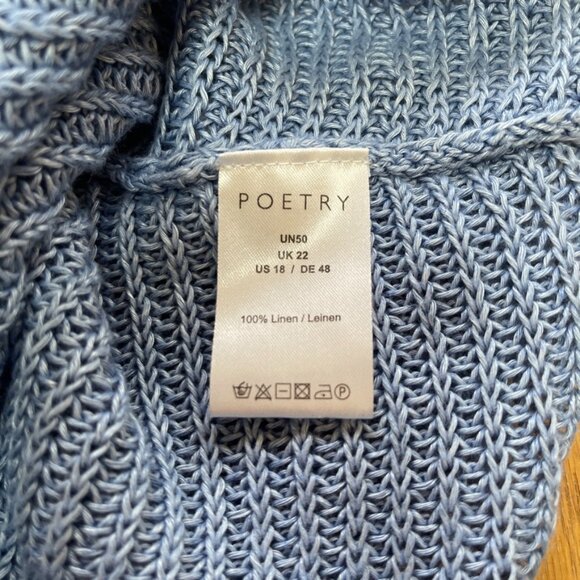 POETRY
UN50
UK 22
US 18 / DE 48
100% Linen / Leinen
P